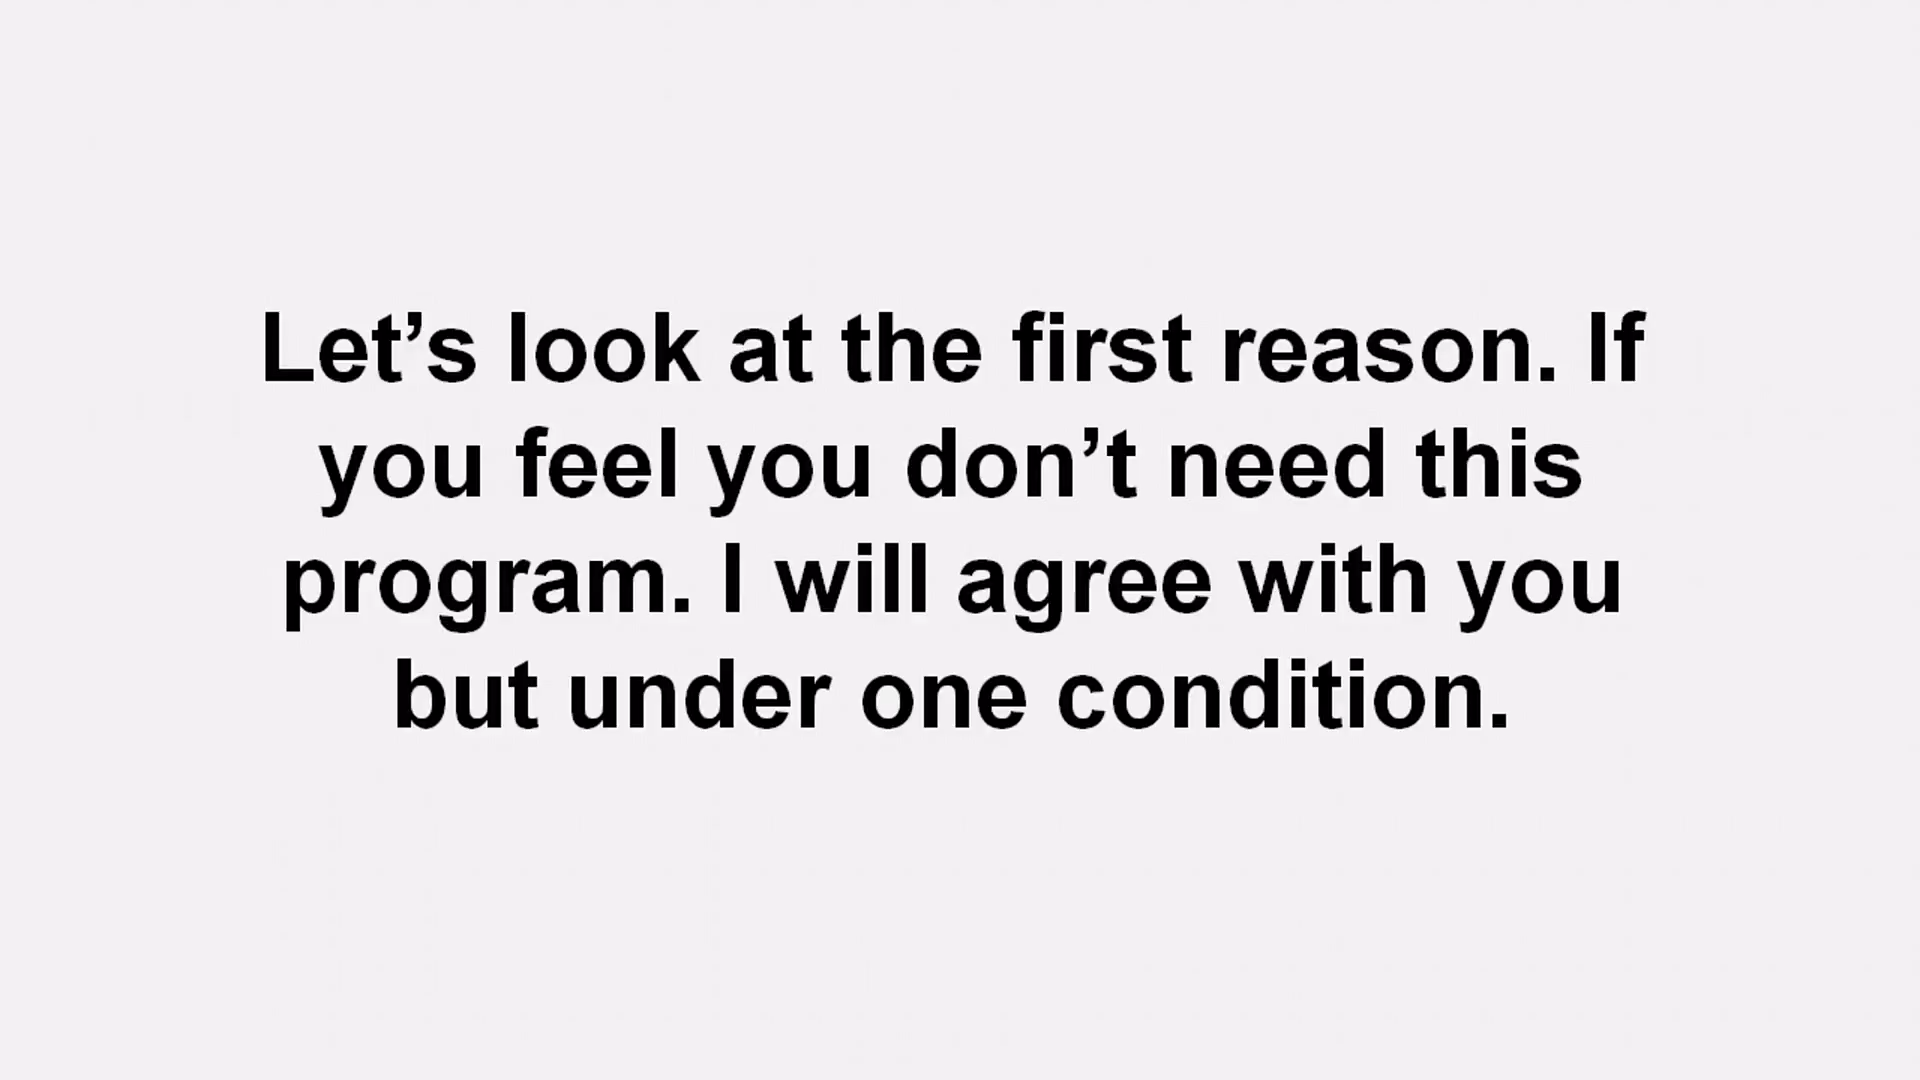 Let’s look at the first reason. If
you feel you don’t need this
program. I will agree with you
but under one condition.